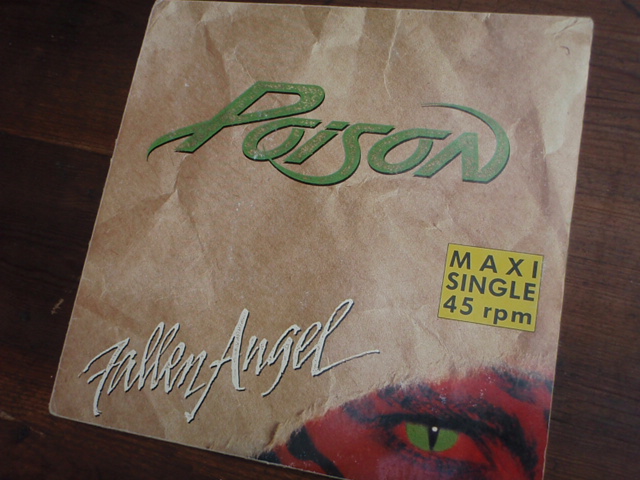 Poison
MAXI
SINGLE
45 rpm
Fallen Angel